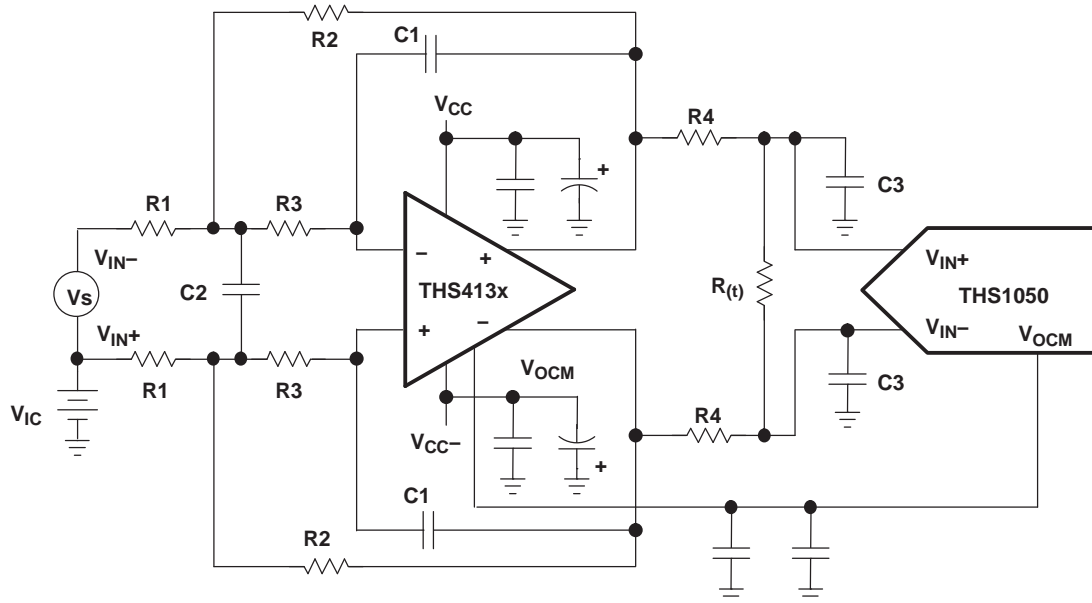 R2
C1
VCC
R4
+
C3
R1
R3
VIN−
−
+
VIN+
Vs
C2
THS413x
R(t)
THS1050
VIN+
+
−
VIN−
VOCM
R1
R3
VOCM
C3
VIC
R4
VCC−
+
C1
R2